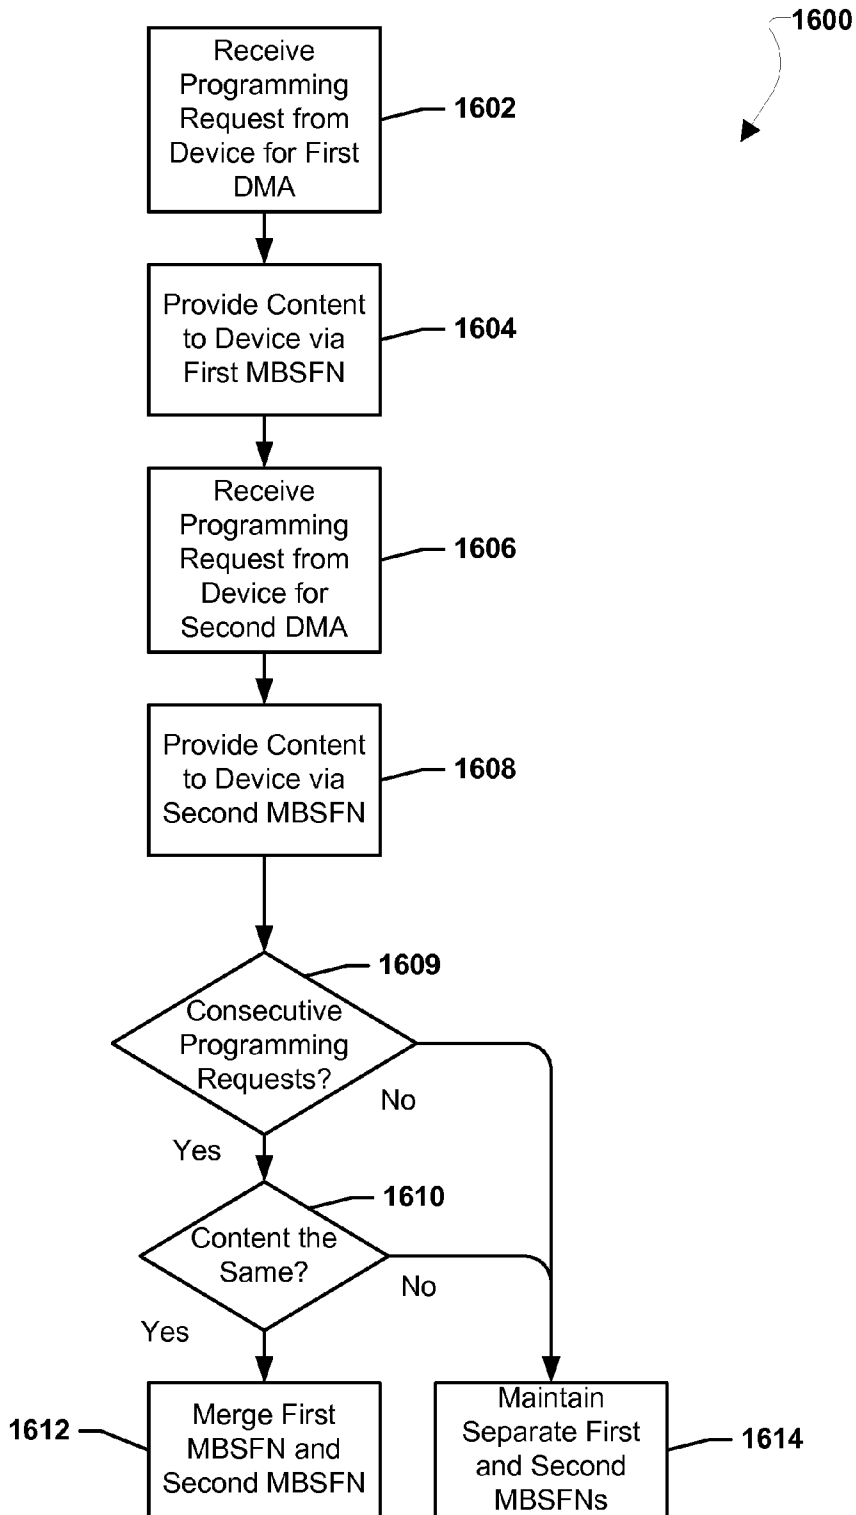 1600
Receive
Programming
Request from
Device for First
DMA
1602
Provide Content
to Device via
First MBSFN
1604
Receive
Programming
Request from
Device for
Second DMA
1606
Provide Content
to Device via
Second MBSFN
1608
1609
Consecutive
Programming
Requests?
No
Yes
1610
Content the
Same?
No
Yes
1612
Merge First
MBSFN and
Second MBSFN
Maintain
Separate First
and Second
MBSFNs
1614